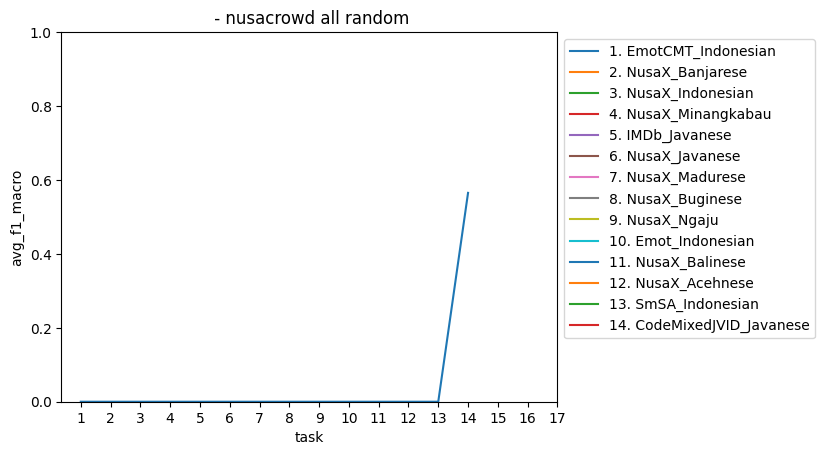 - nusacrowd all random
avg_f1_macro
1.0
0.8
0.6
0.4
0.2
0.0
1 2 3 4 5 6 7 8 9 10 11 12 13 14 15 16 17
task
1. EmotCMT_Indonesian
2. NusaX_Banjarese
3. NusaX_Indonesian
4. NusaX_Minangkabau
5. IMDb_Javanese
6. NusaX_Javanese
7. NusaX_Madurese
8. NusaX_Buginese
9. NusaX_Ngaju
10. Emot_Indonesian
11. NusaX_Balinese
12. NusaX_Acehnese
13. SmSA_Indonesian
14. CodeMixedJVID_Javanese